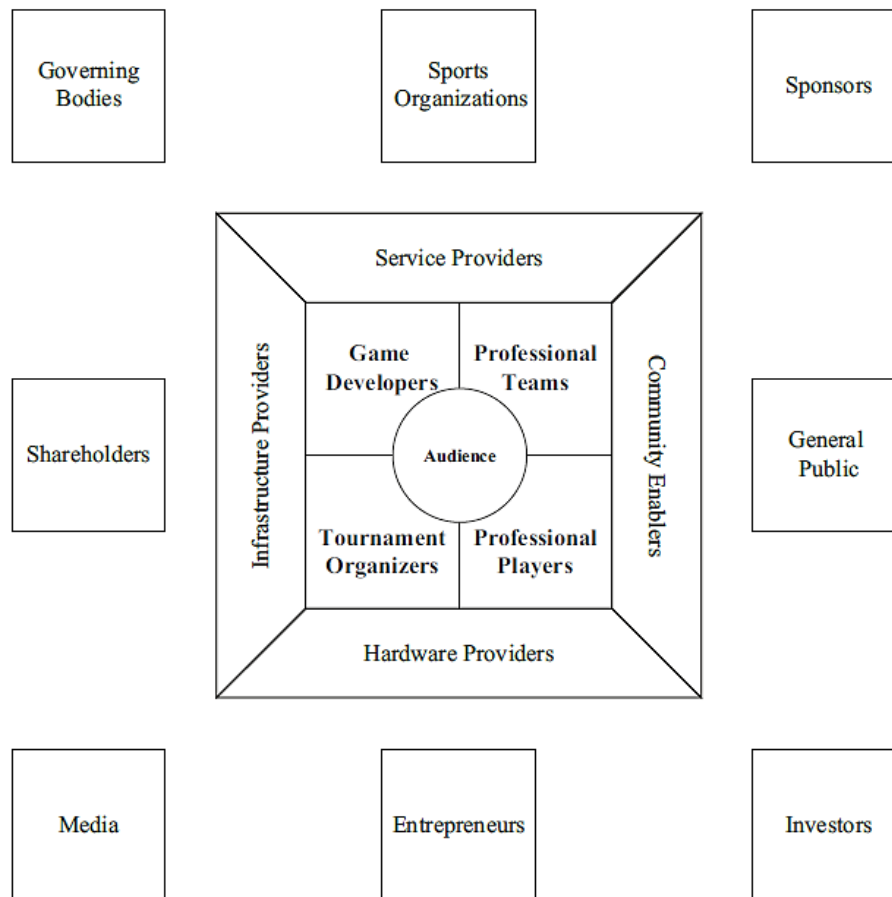 Governing
Bodies
Sports
Organizations
Sponsors
Service Providers
Infrastructure Providers
Game
Developers
Professional
Teams
Community Enablers
Audience
Shareholders
General
Public
Tournament
Organizers
Professional
Players
Hardware Providers
Media
Entrepreneurs
Investors